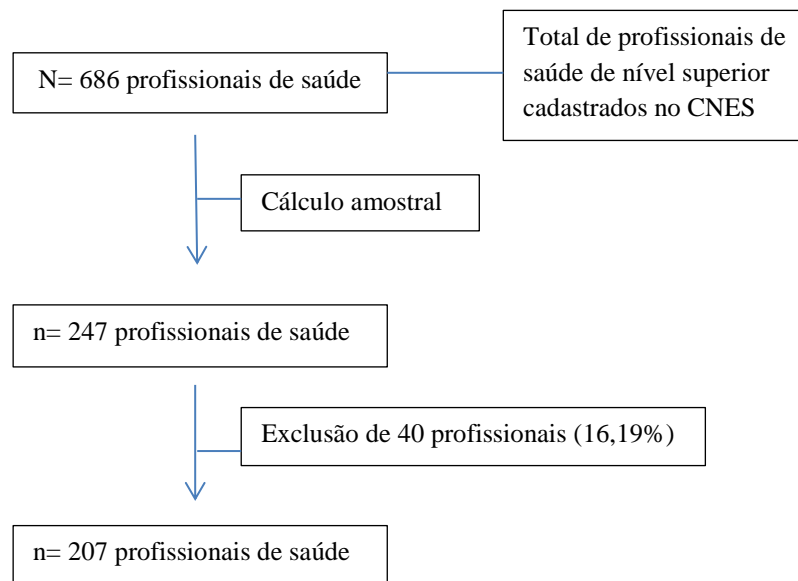 N= 686 profissionais de saúde
Total de profissionais de
saúde de nível superior
cadastrados no CNES
Cálculo amostral
n= 247 profissionais de saúde
Exclusão de 40 profissionais (16,19%)
n= 207 profissionais de saúde